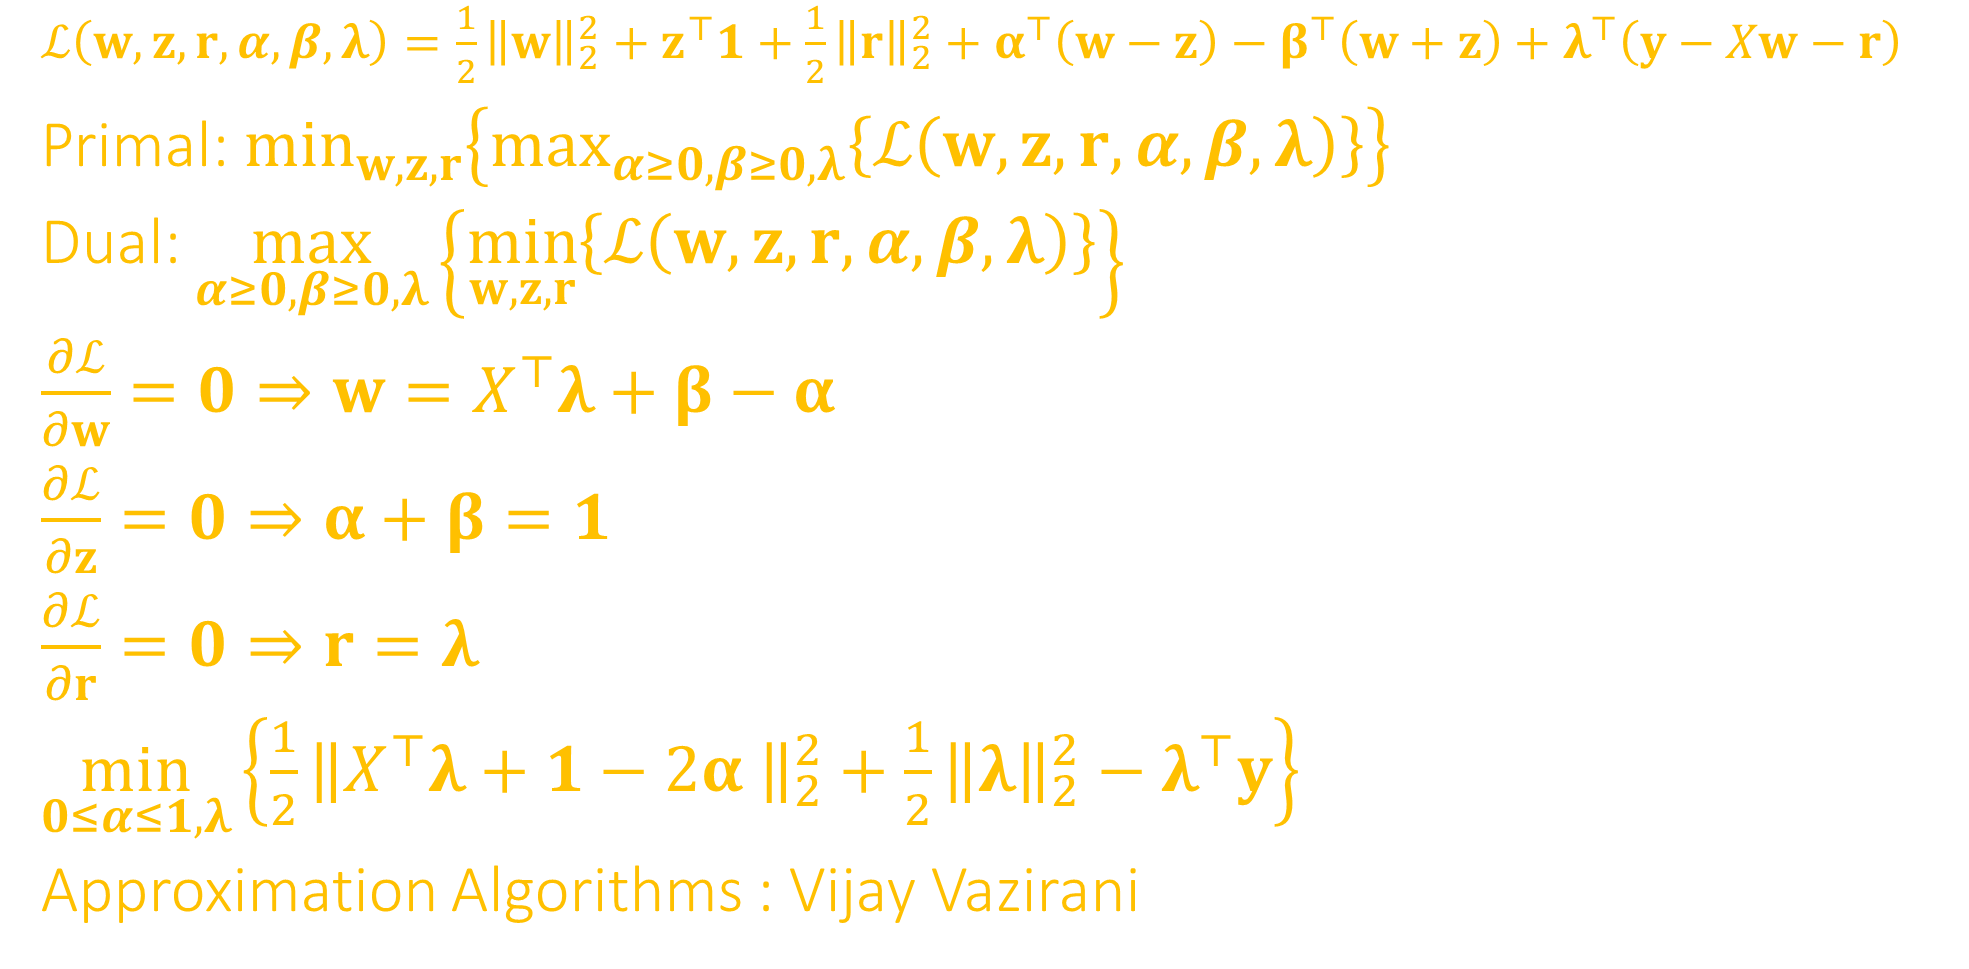 ℒ(𝐰, 𝐳, 𝐫, 𝜶, 𝜷, 𝛌) = ½‖𝐰‖₂² + 𝐳⊤𝟏 + ½‖𝐫‖₂² + 𝛂⊤(𝐰 − 𝐳) − 𝛃⊤(𝐰 + 𝐳) + 𝛌⊤(𝐲 − 𝑋𝐰 − 𝐫)
Primal: min_{𝐰,𝐳,𝐫}{max_{𝜶≥𝟎,𝜷≥𝟎,𝛌}{ℒ(𝐰, 𝐳, 𝐫, 𝜶, 𝜷, 𝛌)}}
Dual: max_{𝜶≥𝟎,𝜷≥𝟎,𝛌} {min_{𝐰,𝐳,𝐫}{ℒ(𝐰, 𝐳, 𝐫, 𝜶, 𝜷, 𝛌)}}
∂ℒ/∂𝐰 = 𝟎 ⇒ 𝐰 = 𝑋⊤𝛌 + 𝛃 − 𝛂
∂ℒ/∂𝐳 = 𝟎 ⇒ 𝛂 + 𝛃 = 𝟏
∂ℒ/∂𝐫 = 𝟎 ⇒ 𝐫 = 𝛌
min_{𝟎≤𝜶≤𝟏,𝛌} {½‖𝑋⊤𝛌 + 𝟏 − 2𝛂 ‖₂² + ½‖𝛌‖₂² − 𝛌⊤𝐲}
Approximation Algorithms : Vijay Vazirani